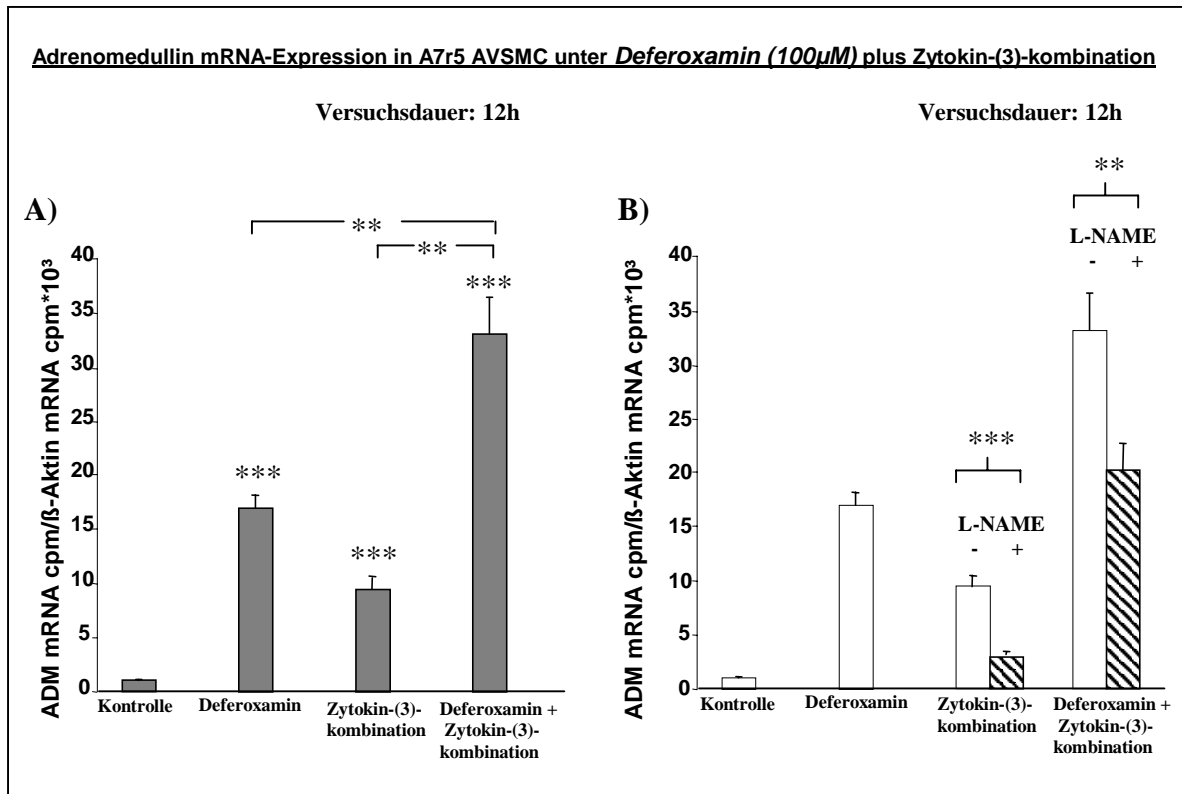 Adrenomedullin mRNA-Expression in A7r5 AVSMC unter Deferoxamin (100µM) plus Zytokin-(3)-kombination
Versuchsdauer: 12h
A)
**
**
***
***
***
ADM mRNA cpm/ß-Aktin mRNA cpm*10³
40
35
30
25
20
15
10
5
0
Kontrolle
Deferoxamin
Zytokin-(3)-
kombination
Deferoxamin +
Zytokin-(3)-
kombination
Versuchsdauer: 12h
B)
**
L-NAME
- +
***
L-NAME
- +
ADM mRNA cpm/ß-Aktin mRNA cpm*10³
40
35
30
25
20
15
10
5
0
Kontrolle
Deferoxamin
Zytokin-(3)-
kombination
Deferoxamin +
Zytokin-(3)-
kombination